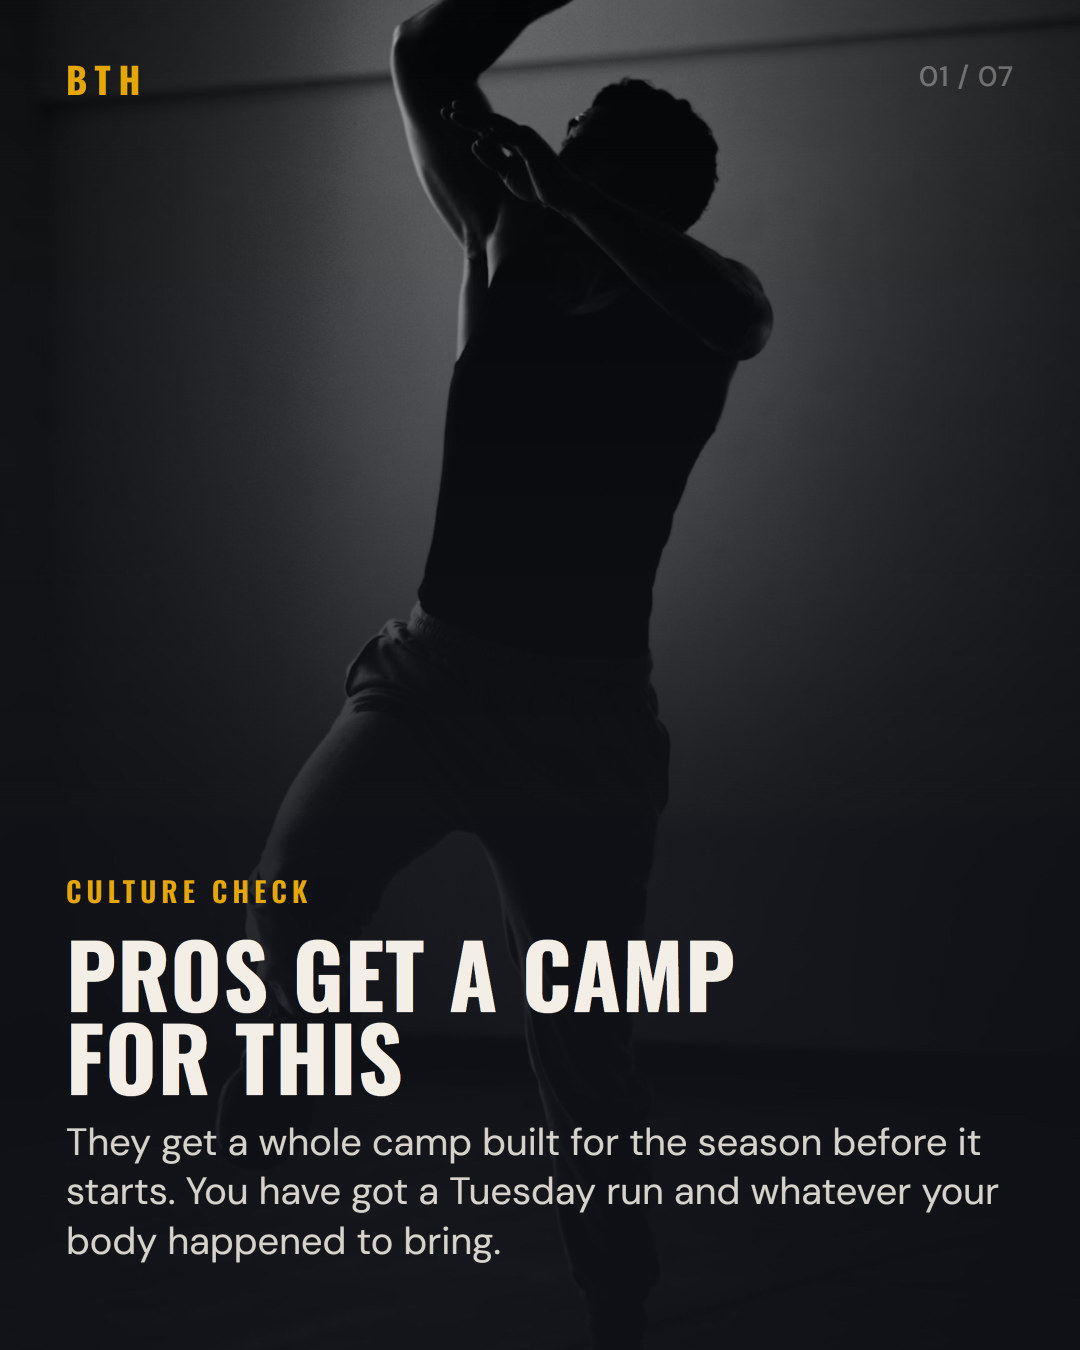 BTH
01 / 07
CULTURE CHECK
PROS GET A CAMP
FOR THIS
They get a whole camp built for the season before it
starts. You have got a Tuesday run and whatever your
body happened to bring.